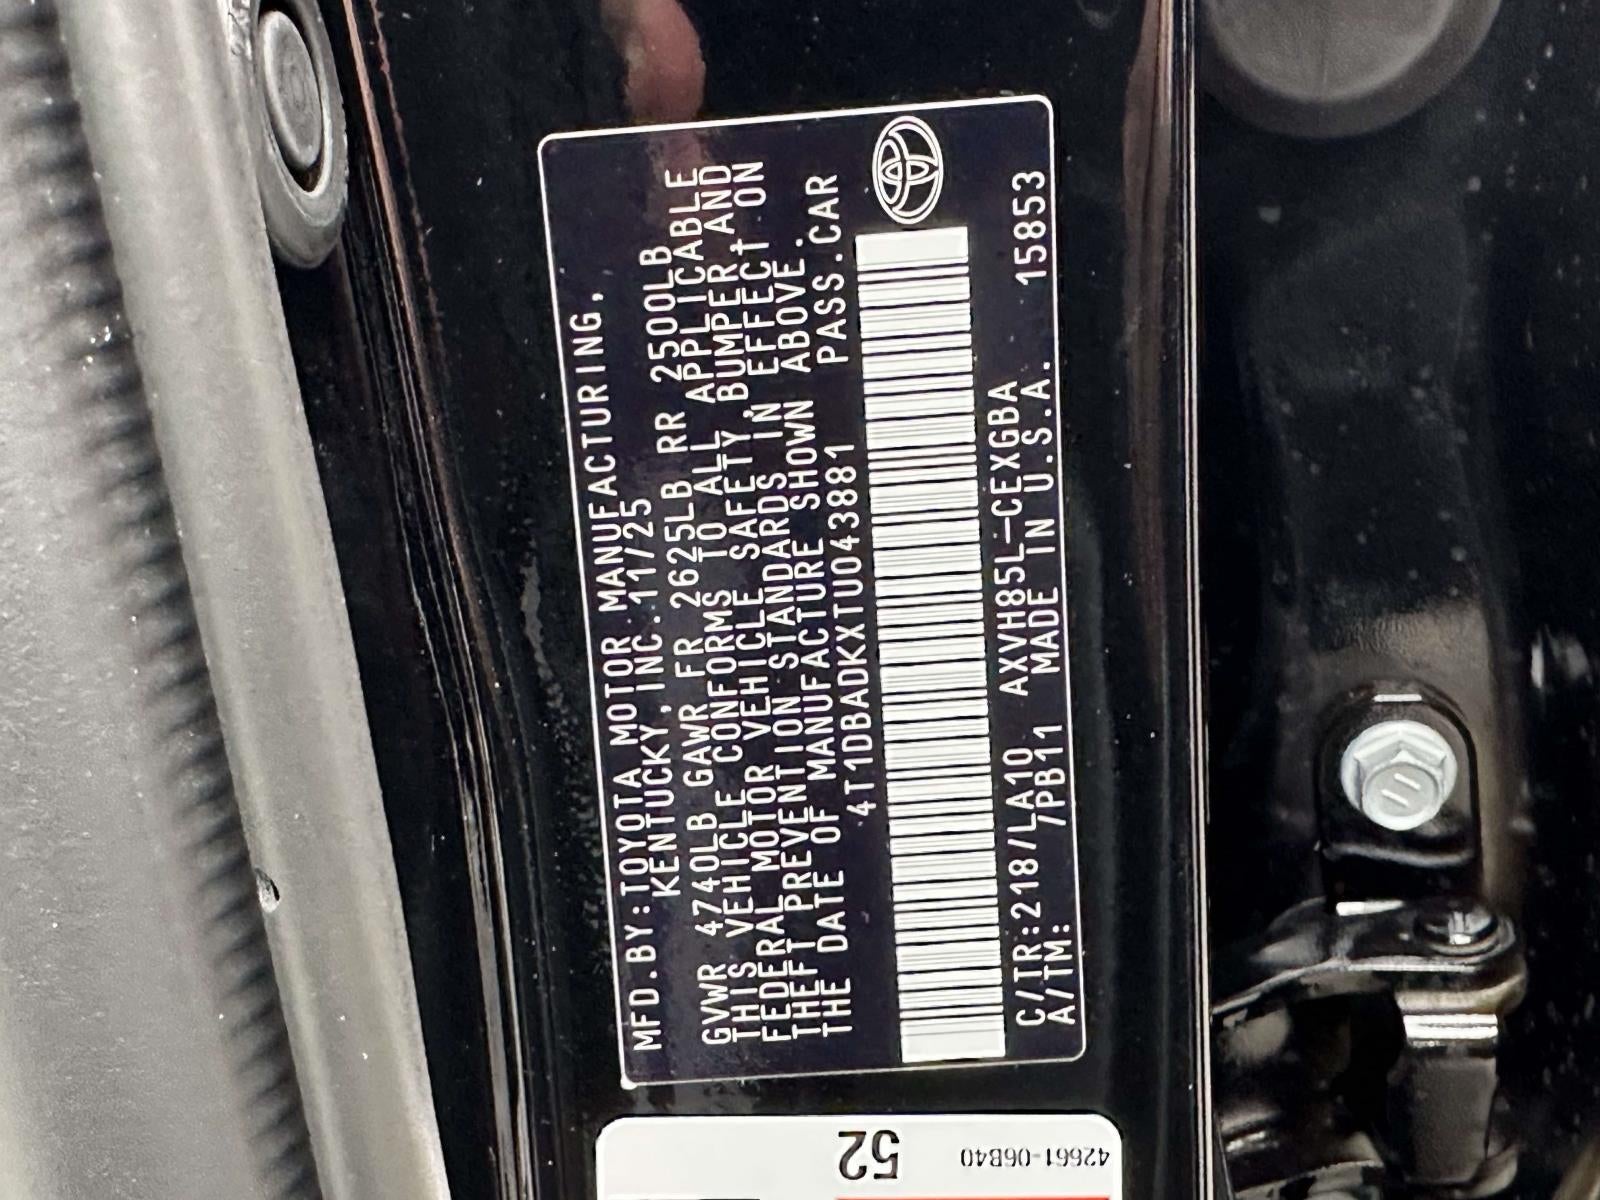 MFD.BY:TOYOTA MOTOR MANUFACTURING,
KENTUCKY,INC.11/25
GVWR 4740LB GAWR FR 2625LB RR 2500LB
THIS VEHICLE CONFORMS TO ALL APPLICABLE
FEDERAL MOTOR VEHICLE SAFETY,BUMPER,AND
THEFT PREVENTION STANDARDS IN EFFECT ON
THE DATE OF MANUFACTURE SHOWN ABOVE.
4T1DBADKXTU043881 PASS.CAR
C/TR:218/LA10 AXVH85L-CEXGBA
A/TM: /PB11 MADE IN U.S.A. 15853
52
42661-06B40